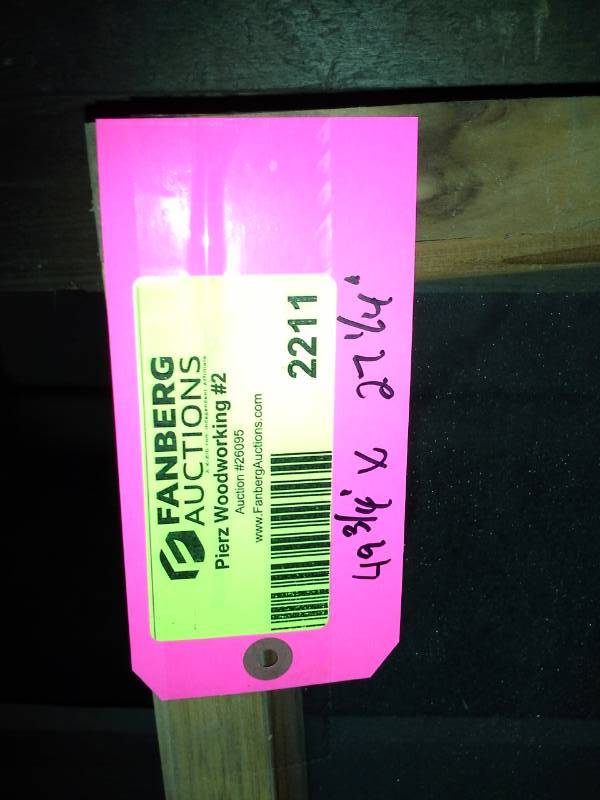 FANBERG
AUCTIONS
Pierz Woodworking #2
Auction #26095
www.FanbergAuctions.com
2211
49 3/4" X 27 1/4"